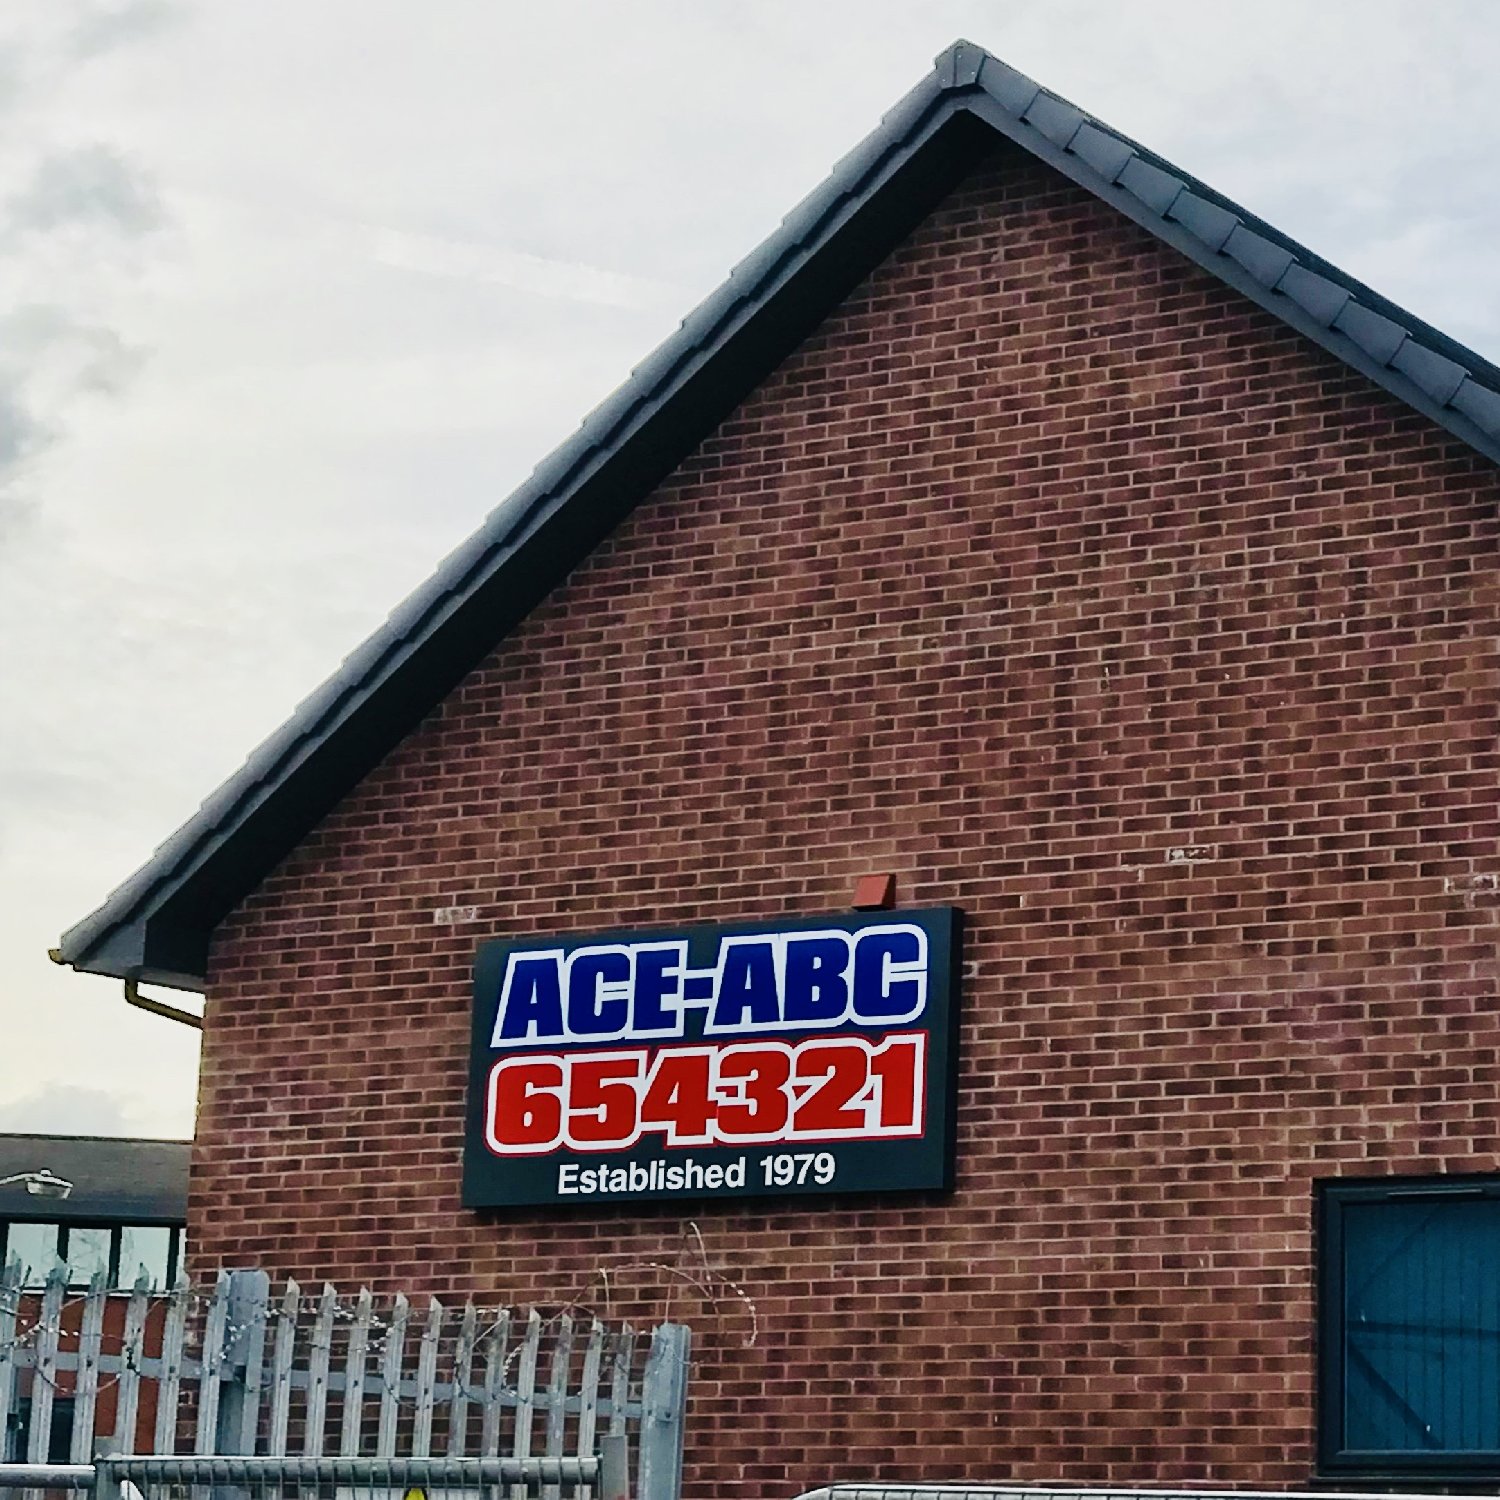 ACE-ABC
654321
Established 1979